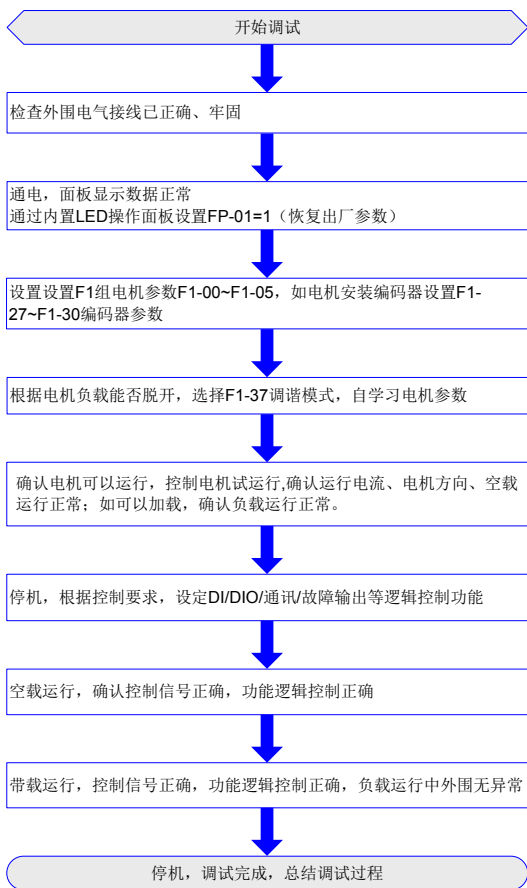 开始调试
检查外围电气接线已正确、牢固
通电，面板显示数据正常
通过内置LED操作面板设置FP-01=1（恢复出厂参数）
设置设置F1组电机参数F1-00~F1-05，如电机安装编码器设置F1-
27~F1-30编码器参数
根据电机负载能否脱开，选择F1-37调谐模式，自学习电机参数
确认电机可以运行，控制电机试运行,确认运行电流、电机方向、空载
运行正常；如可以加载，确认负载运行正常。
停机，根据控制要求，设定DI/DIO/通讯/故障输出等逻辑控制功能
空载运行，确认控制信号正确，功能逻辑控制正确
带载运行，控制信号正确，功能逻辑控制正确，负载运行中外围无异常
停机，调试完成，总结调试过程